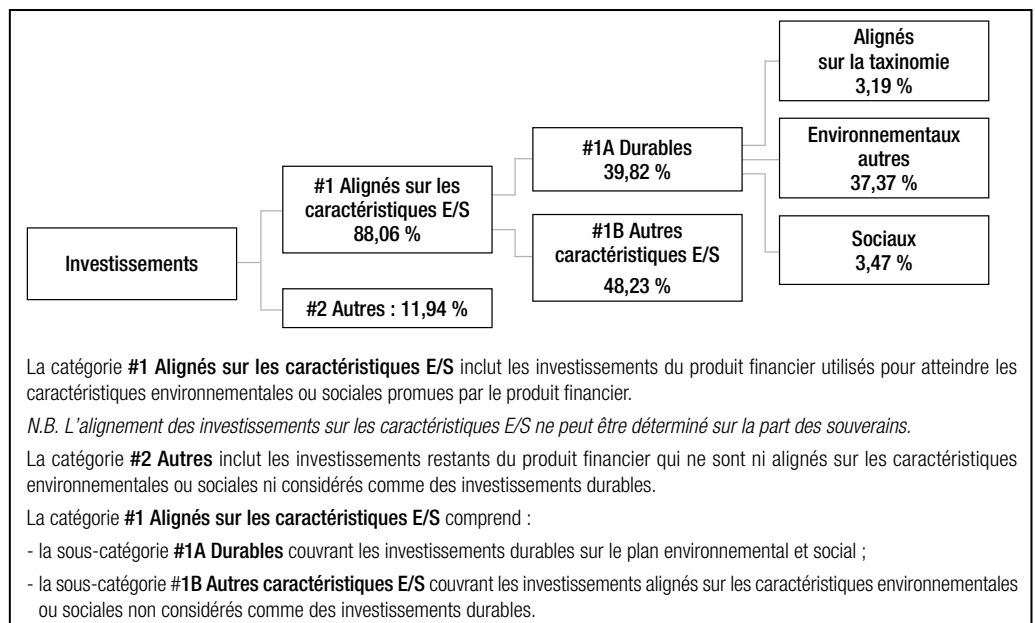 Alignés
sur la taxinomie
3,19 %
#1A Durables
39,82 %
Environnementaux
autres
37,37 %
#1 Alignés sur les
caractéristiques E/S
88,06 %
#1B Autres
caractéristiques E/S
48,23 %
Sociaux
3,47 %
Investissements
#2 Autres : 11,94 %
La catégorie #1 Alignés sur les caractéristiques E/S inclut les investissements du produit financier utilisés pour atteindre les
caractéristiques environnementales ou sociales promues par le produit financier.
N.B. L'alignement des investissements sur les caractéristiques E/S ne peut être déterminé sur la part des souverains.
La catégorie #2 Autres inclut les investissements restants du produit financier qui ne sont ni alignés sur les caractéristiques
environnementales ou sociales ni considérés comme des investissements durables.
La catégorie #1 Alignés sur les caractéristiques E/S comprend :
- la sous-catégorie #1A Durables couvrant les investissements durables sur le plan environnemental et social ;
- la sous-catégorie #1B Autres caractéristiques E/S couvrant les investissements alignés sur les caractéristiques environnementales
ou sociales non considérés comme des investissements durables.